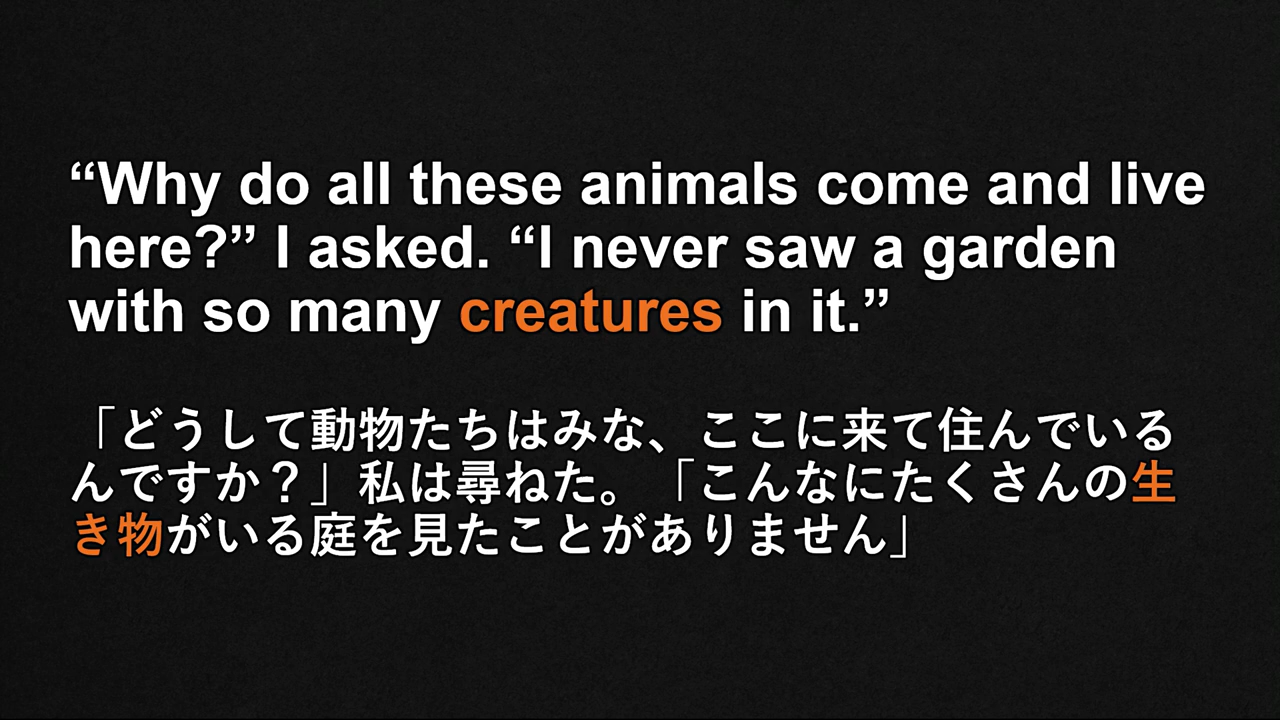 “Why do all these animals come and live
here?” I asked. “I never saw a garden
with so many creatures in it.”
「どうして動物たちはみな、ここに来て住んでいる
んですか？」私は尋ねた。「こんなにたくさんの生
き物がいる庭を見たことがありません」